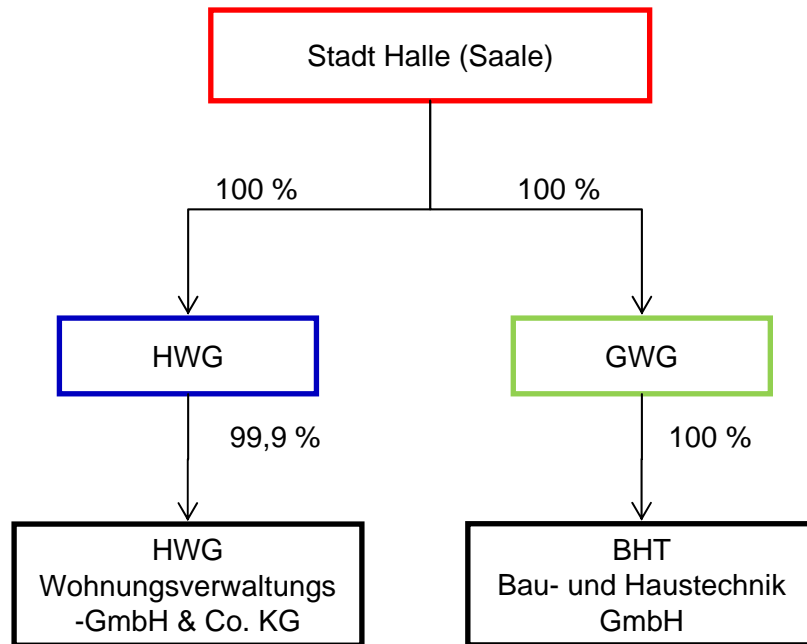 Stadt Halle (Saale)
100 %
100 %
HWG
GWG
99,9 %
100 %
HWG
Wohnungsverwaltungs
-GmbH & Co. KG
BHT
Bau- und Haustechnik
GmbH